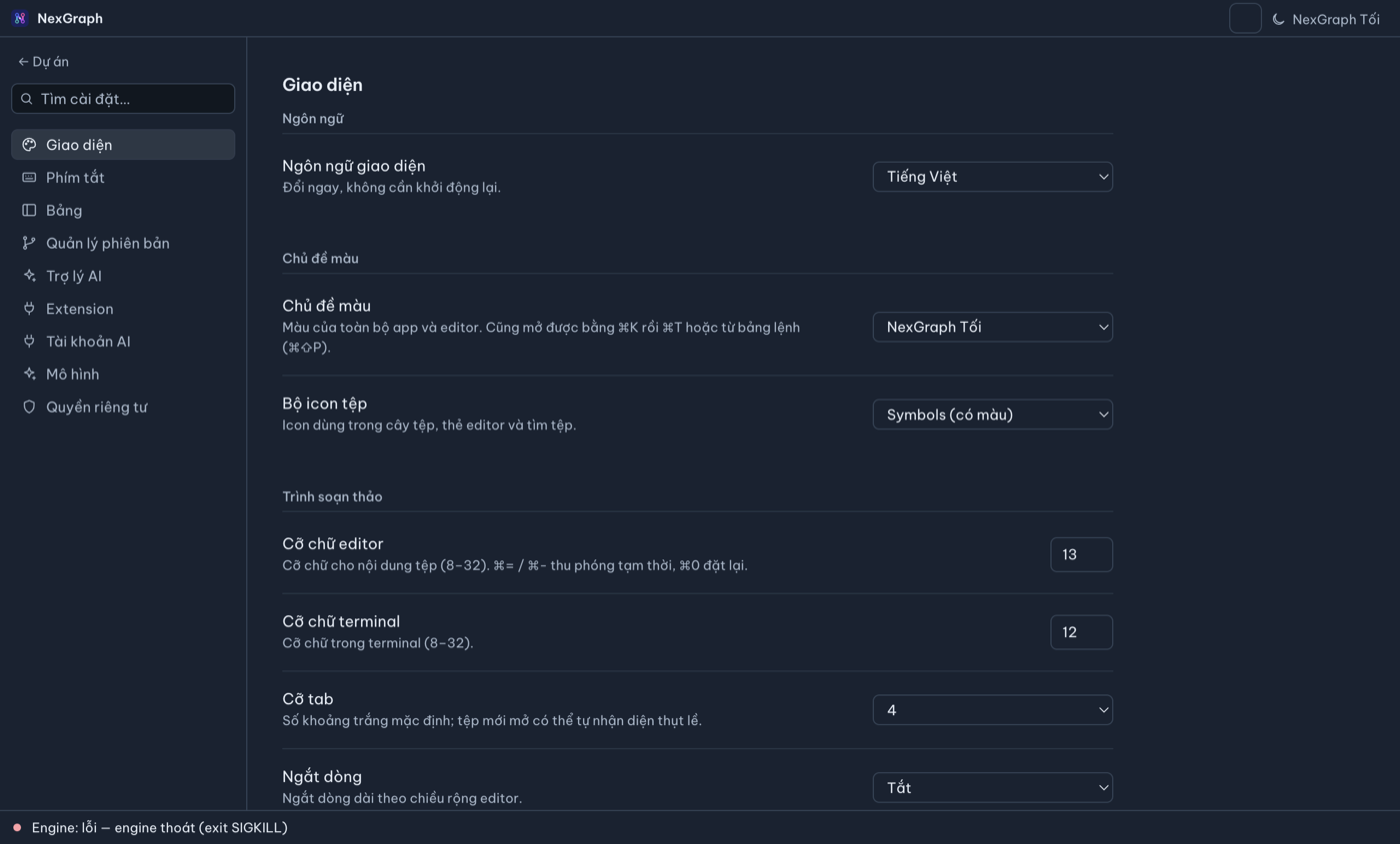 NexGraph
NexGraph Tối
← Dự án
Tìm cài đặt...
Giao diện
Phím tắt
Bảng
Quản lý phiên bản
Trợ lý AI
Extension
Tài khoản AI
Mô hình
Quyền riêng tư
Giao diện
Ngôn ngữ
Ngôn ngữ giao diện
Đổi ngay, không cần khởi động lại.
Tiếng Việt
Chủ đề màu
Chủ đề màu
Màu của toàn bộ app và editor. Cũng mở được bằng ⌘K rồi ⌘T hoặc từ bảng lệnh
(⌘⇧P).
NexGraph Tối
Bộ icon tệp
Icon dùng trong cây tệp, thẻ editor và tìm tệp.
Symbols (có màu)
Trình soạn thảo
Cỡ chữ editor
Cỡ chữ cho nội dung tệp (8–32). ⌘= / ⌘- thu phóng tạm thời, ⌘0 đặt lại.
13
Cỡ chữ terminal
Cỡ chữ trong terminal (8–32).
12
Cỡ tab
Số khoảng trắng mặc định; tệp mới mở có thể tự nhận diện thụt lề.
4
Ngắt dòng
Ngắt dòng dài theo chiều rộng editor.
Tắt
Engine: lỗi — engine thoát (exit SIGKILL)